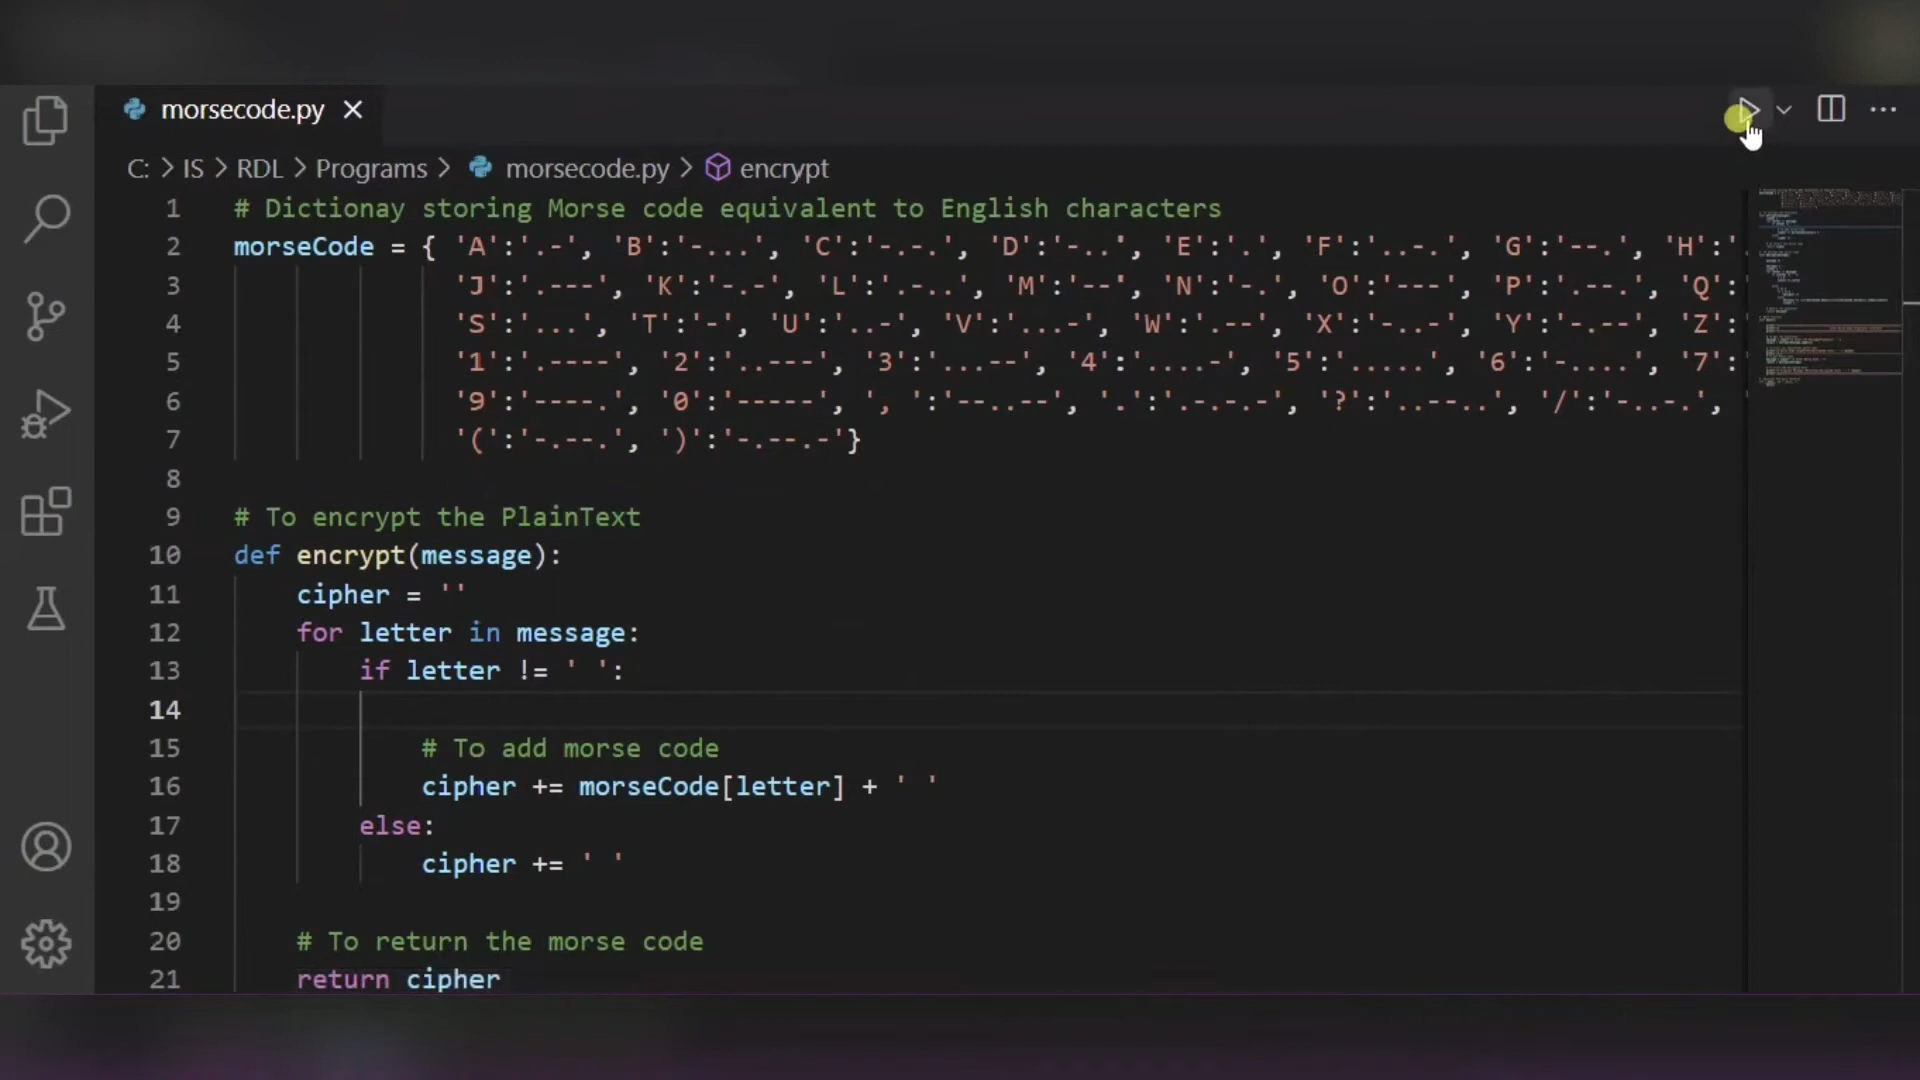 morsecode.py
C: > IS > RDL > Programs > morsecode.py > encrypt
1 # Dictionay storing Morse code equivalent to English characters
2 morseCode = { 'A':'.-', 'B':'-...', 'C':'-.-.', 'D':'-..', 'E':'.', 'F':'..-.', 'G':'--.', 'H':'
3 'J':'.---', 'K':'-.-', 'L':'.-..', 'M':'--', 'N':'-.', 'O':'---', 'P':'.--.', 'Q':
4 'S':'...', 'T':'-', 'U':'..-', 'V':'...-', 'W':'.--', 'X':'-..-', 'Y':'-.--', 'Z':
5 '1':'.----', '2':'..---', '3':'...--', '4':'....-', '5':'.....', '6':'-....', '7':
6 '9':'----.', '0':'-----', ', ':'--..--', '.':'.-.-.-', '?':'..--..', '/':'-..-.',
7 '(':'-.--.', ')':'-.--.-'}
8
9 # To encrypt the PlainText
10 def encrypt(message):
11 cipher = ''
12 for letter in message:
13 if letter != ' ':
14
15 # To add morse code
16 cipher += morseCode[letter] + ' '
17 else:
18 cipher += ' '
19
20 # To return the morse code
21 return cipher